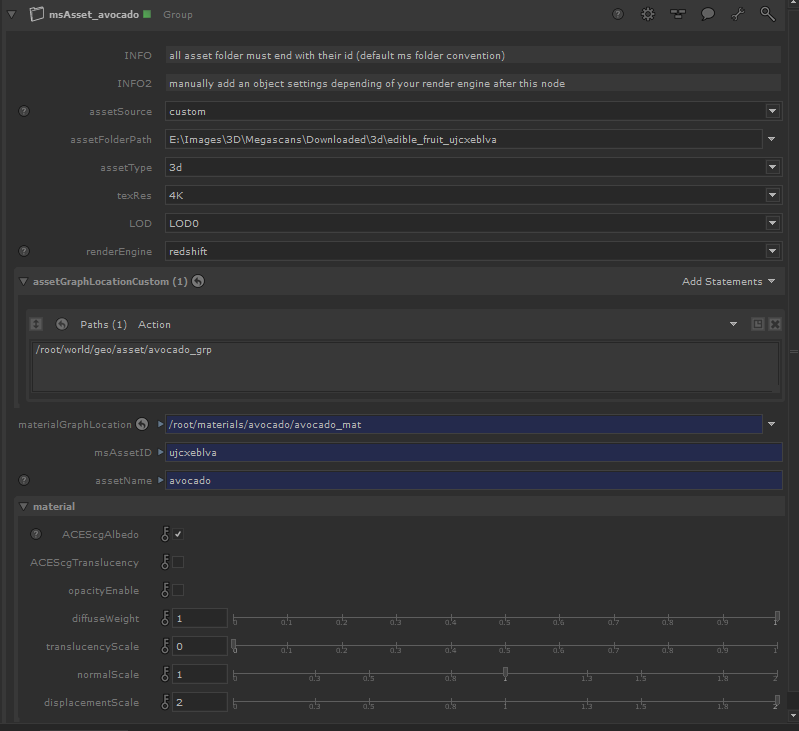 msAsset_avocado Group
INFO all asset folder must end with their id (default ms folder convention)
INFO2 manually add an object settings depending of your render engine after this node
assetSource custom
assetFolderPath E:\Images\3D\Megascans\Downloaded\3d\edible_fruit_ujcxeblva
assetType 3d
texRes 4K
LOD LOD0
renderEngine redshift
assetGraphLocationCustom (1) Add Statements
Paths (1) Action
/root/world/geo/asset/avocado_grp
materialGraphLocation /root/materials/avocado/avocado_mat
msAssetID ujcxeblva
assetName avocado
material
ACEScgAlbedo
ACEScgTranslucency
opacityEnable
diffuseWeight 1 0 0.1 0.2 0.3 0.4 0.5 0.6 0.7 0.8 0.9 1
translucencyScale 0 0 0.1 0.2 0.3 0.4 0.5 0.6 0.7 0.8 0.9 1
normalScale 1 0 0.3 0.5 0.8 1 1.3 1.5 1.8 2
displacementScale 2 0 0.3 0.5 0.8 1 1.3 1.5 1.8 2